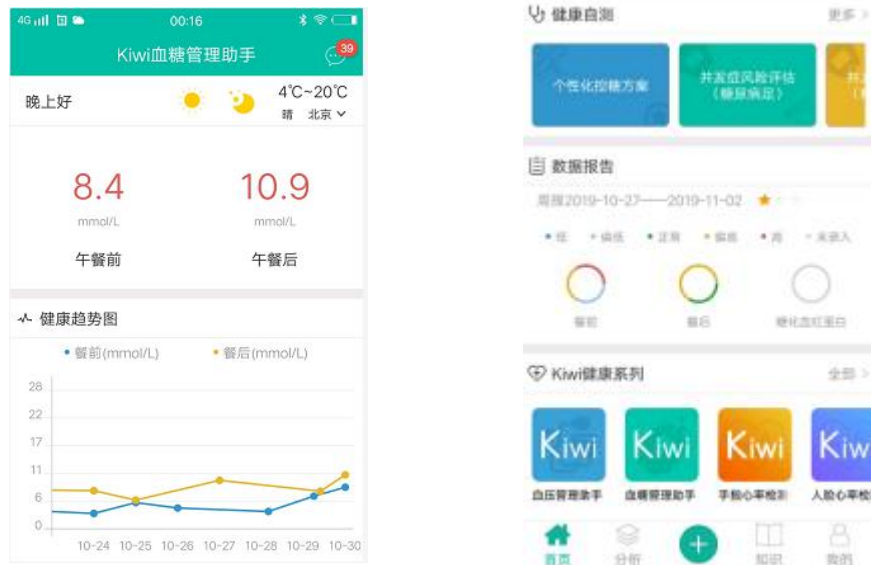 4G 00:16
Kiwi血糖管理助手 39
晚上好 4℃~20℃
晴 北京
8.4 10.9
mmol/L mmol/L
午餐前 午餐后
健康趋势图
餐前(mmol/L) 餐后(mmol/L)
28
22
17
11
6
0
10-24 10-25 10-26 10-27 10-28 10-29 10-30
健康自测 更多 >
个性化控糖方案 并发症风险评估
(糖尿病足)
数据报告
周报2019-10-27——2019-11-02
低 偏低 正常 偏高 高 未录入
餐前 餐后 糖化血红蛋白
Kiwi健康系列 全部 >
Kiwi Kiwi Kiwi Kiw
血压管理助手 血糖管理助手 手指心率检测 人脸心率检
首页 分析 知识 我的